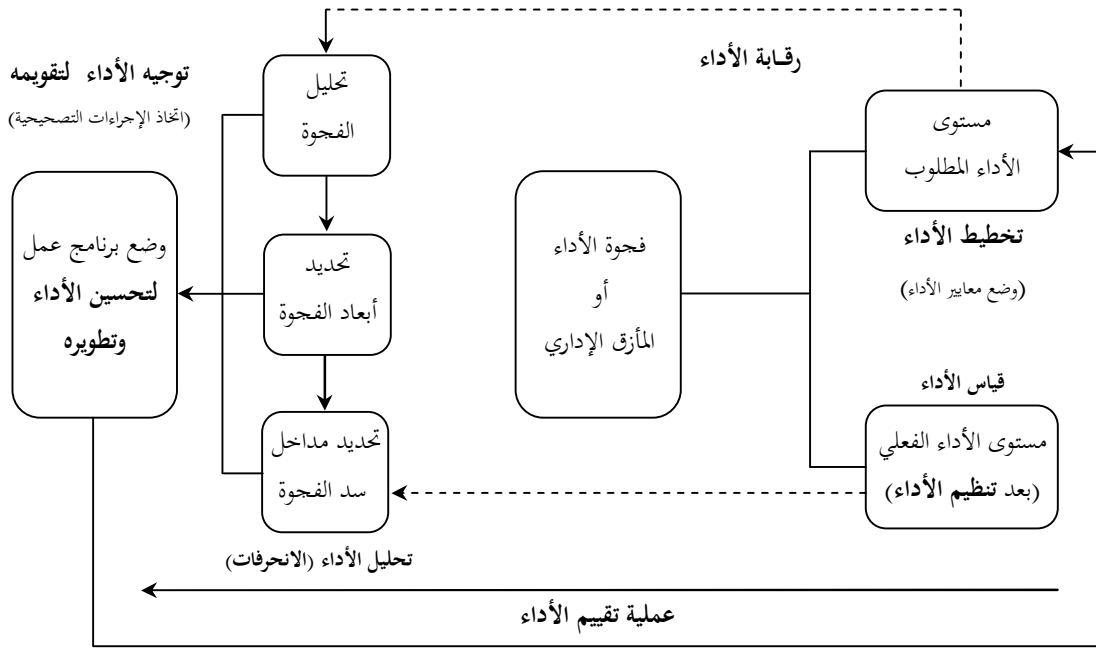 رقــابة الأداء
مستوى
الأداء المطلوب
تخطيط الأداء
(وضع معايير الأداء)
قياس الأداء
مستوى الأداء الفعلي
(بعد تنظيم الأداء)
فجوة الأداء
أو
المأزق الإداري
تحليل
الفجوة
تحديد
أبعاد الفجوة
تحديد مداخل
سد الفجوة
تحليل الأداء (الانحرفات)
توجيه الأداء لتقويمه
(اتخاذ الإجراءات التصحيحية)
وضع برنامج عمل
لتحسين الأداء
وتطويره
عملية تقييم الأداء